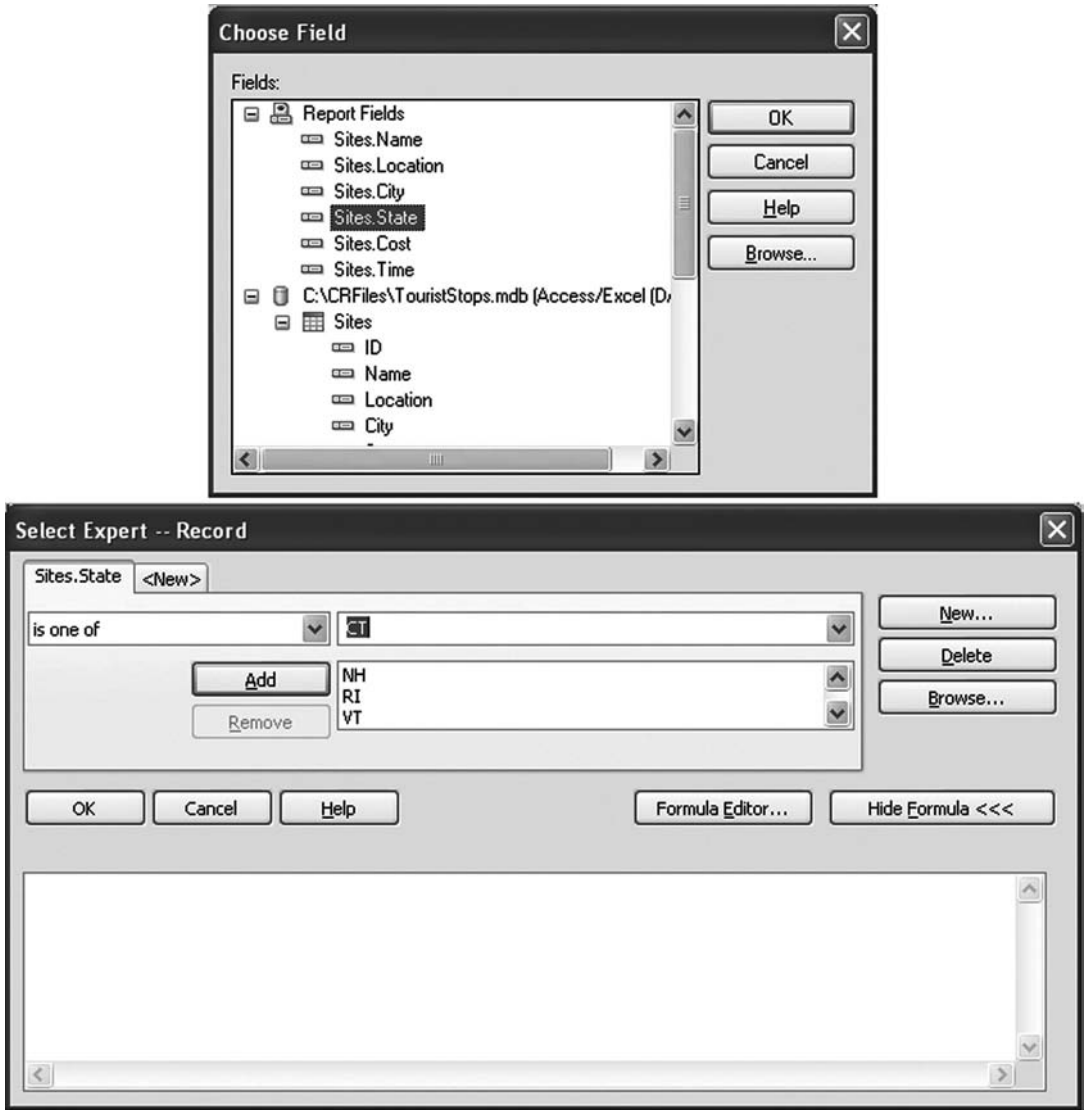 Choose Field
Fields:
Report Fields
Sites.Name
Sites.Location
Sites.City
Sites.State
Sites.Cost
Sites.Time
C:\CRFiles\TouristStops.mdb (Access/Excel (D
Sites
ID
Name
Location
City
OK
Cancel
Help
Browse...
Select Expert -- Record
Sites.State <New>
is one of CT
Add
Remove
NH
RI
VT
New...
Delete
Browse...
OK Cancel Help Formula Editor... Hide Formula <<<